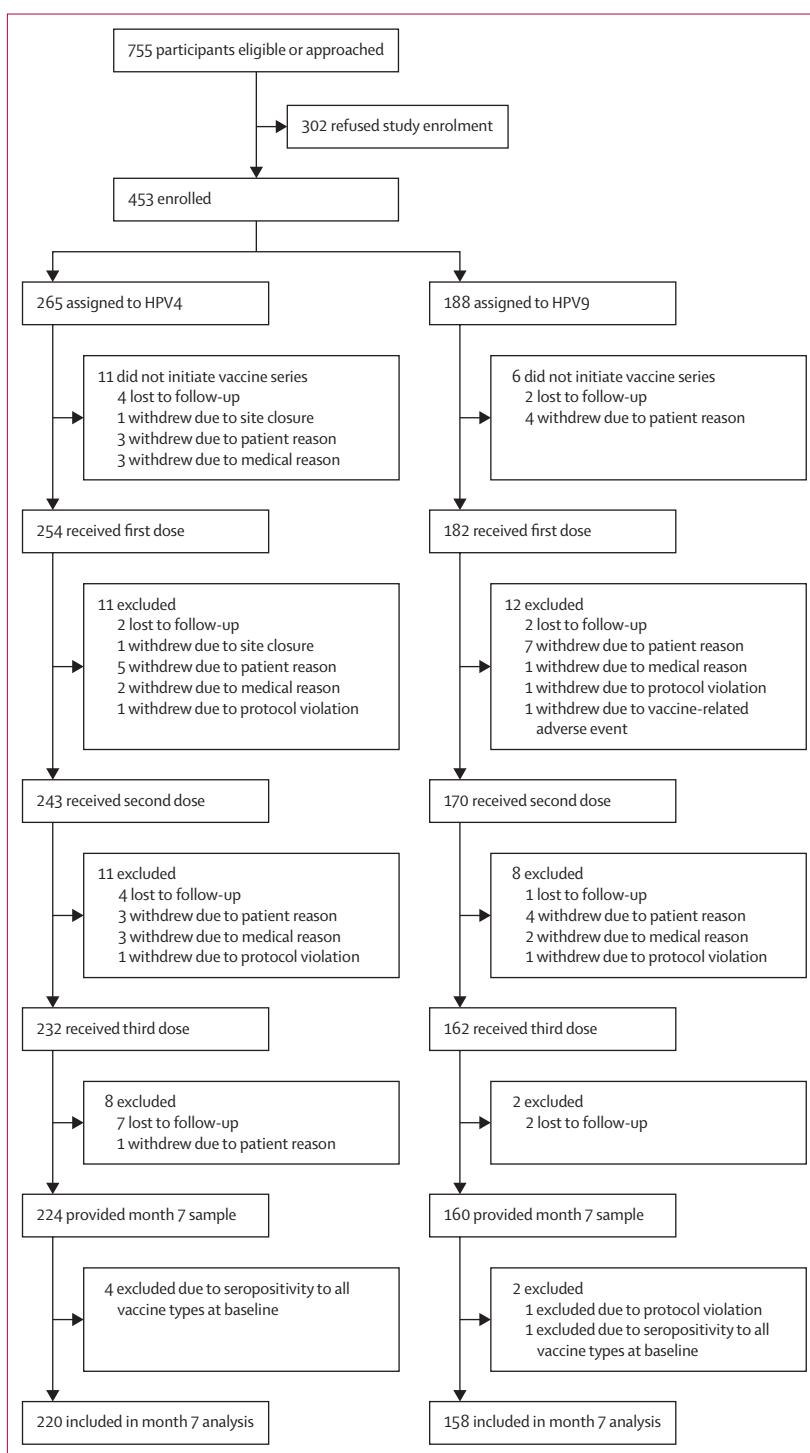 755 participants eligible or approached
302 refused study enrolment
453 enrolled
265 assigned to HPV4
188 assigned to HPV9
11 did not initiate vaccine series
4 lost to follow-up
1 withdrew due to site closure
3 withdrew due to patient reason
3 withdrew due to medical reason
6 did not initiate vaccine series
2 lost to follow-up
4 withdrew due to patient reason
254 received first dose
182 received first dose
11 excluded
2 lost to follow-up
1 withdrew due to site closure
5 withdrew due to patient reason
2 withdrew due to medical reason
1 withdrew due to protocol violation
12 excluded
2 lost to follow-up
7 withdrew due to patient reason
1 withdrew due to medical reason
1 withdrew due to protocol violation
1 withdrew due to vaccine-related
adverse event
243 received second dose
170 received second dose
11 excluded
4 lost to follow-up
3 withdrew due to patient reason
3 withdrew due to medical reason
1 withdrew due to protocol violation
8 excluded
1 lost to follow-up
4 withdrew due to patient reason
2 withdrew due to medical reason
1 withdrew due to protocol violation
232 received third dose
162 received third dose
8 excluded
7 lost to follow-up
1 withdrew due to patient reason
2 excluded
2 lost to follow-up
224 provided month 7 sample
160 provided month 7 sample
4 excluded due to seropositivity to all
vaccine types at baseline
2 excluded
1 excluded due to protocol violation
1 excluded due to seropositivity to all
vaccine types at baseline
220 included in month 7 analysis
158 included in month 7 analysis